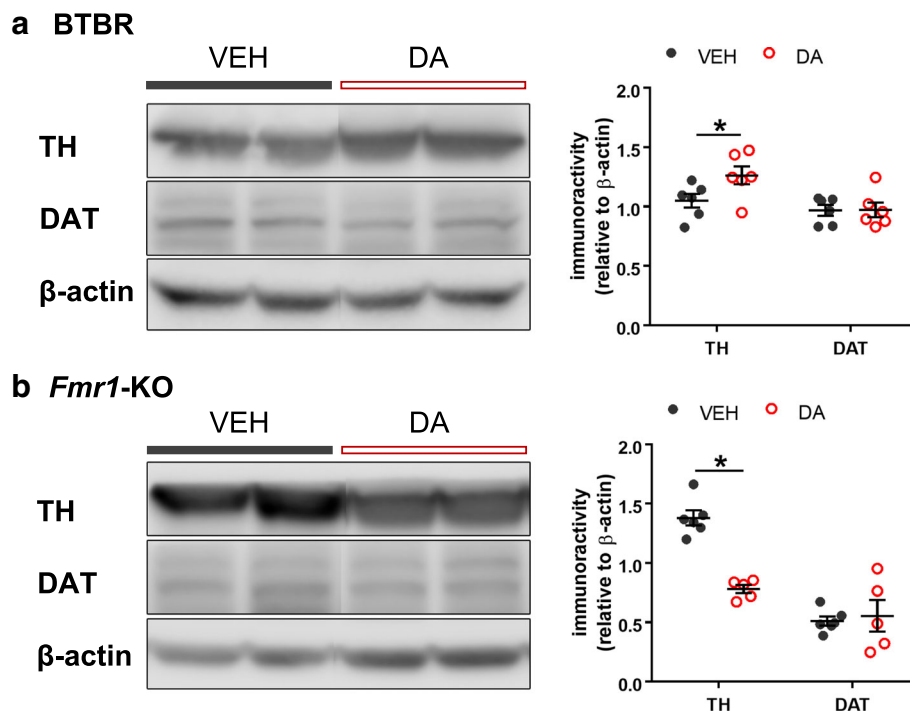 a BTBR
VEH DA
TH
DAT
β-actin
VEH DA
immunoractivity
(relative to β-actin)
2.0
1.5
1.0
0.5
0.0
*
TH DAT
b Fmr1-KO
VEH DA
TH
DAT
β-actin
VEH DA
immunoractivity
(relative to β-actin)
2.0
1.5
1.0
0.5
0.0
*
TH DAT